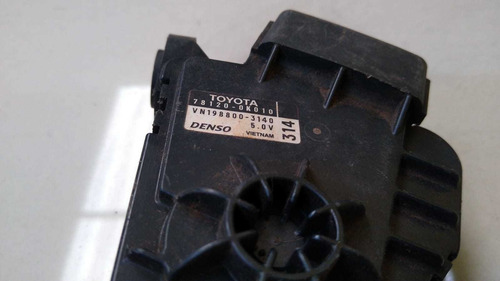 TOYOTA
78120-0K010
VN198800-3140
DENSO 5.0V
VIETNAM
314